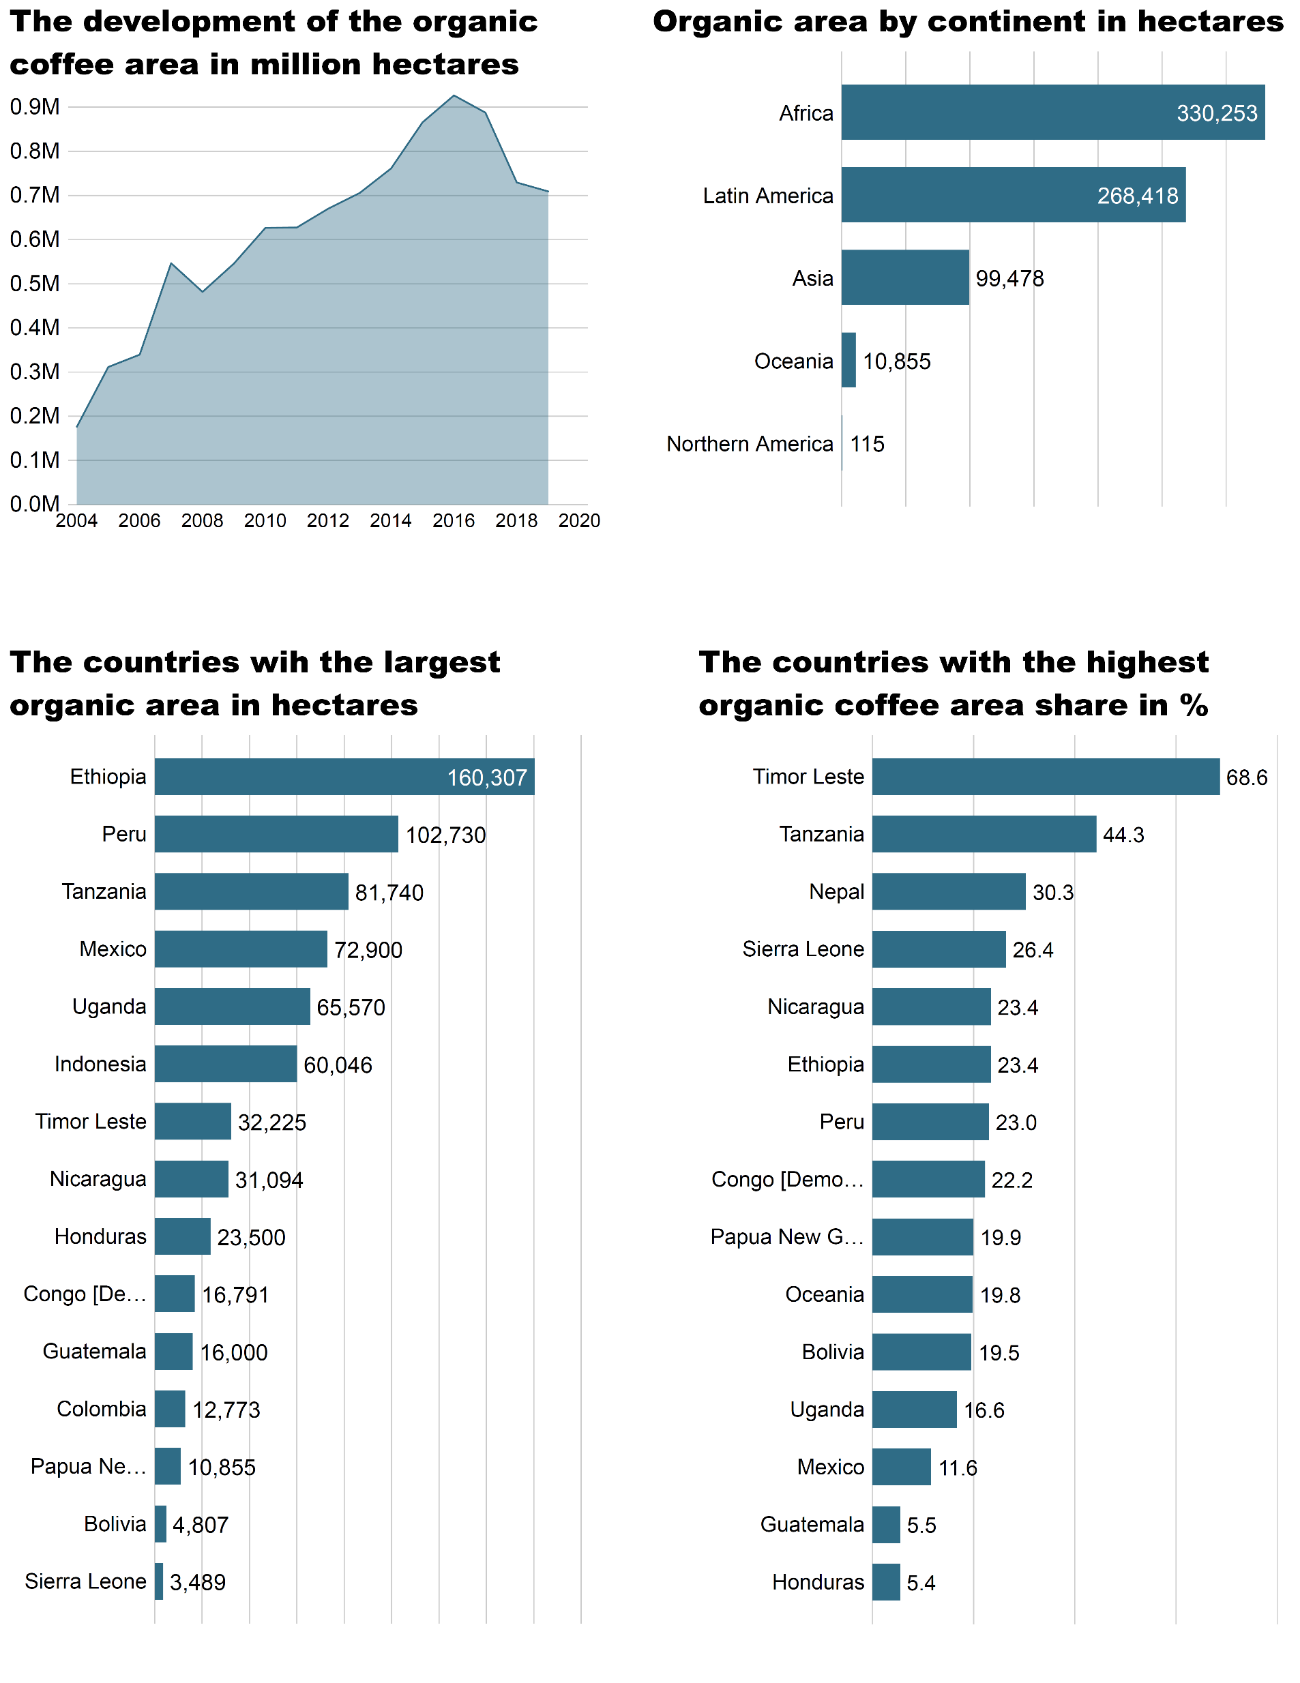 The development of the organic
coffee area in million hectares
0.9M
0.8M
0.7M
0.6M
0.5M
0.4M
0.3M
0.2M
0.1M
0.0M
2004 2006 2008 2010 2012 2014 2016 2018 2020
Organic area by continent in hectares
Africa 330,253
Latin America 268,418
Asia 99,478
Oceania 10,855
Northern America 115
The countries wih the largest
organic area in hectares
Ethiopia 160,307
Peru 102,730
Tanzania 81,740
Mexico 72,900
Uganda 65,570
Indonesia 60,046
Timor Leste 32,225
Nicaragua 31,094
Honduras 23,500
Congo [De… 16,791
Guatemala 16,000
Colombia 12,773
Papua Ne… 10,855
Bolivia 4,807
Sierra Leone 3,489
The countries with the highest
organic coffee area share in %
Timor Leste 68.6
Tanzania 44.3
Nepal 30.3
Sierra Leone 26.4
Nicaragua 23.4
Ethiopia 23.4
Peru 23.0
Congo [Demo… 22.2
Papua New G… 19.9
Oceania 19.8
Bolivia 19.5
Uganda 16.6
Mexico 11.6
Guatemala 5.5
Honduras 5.4